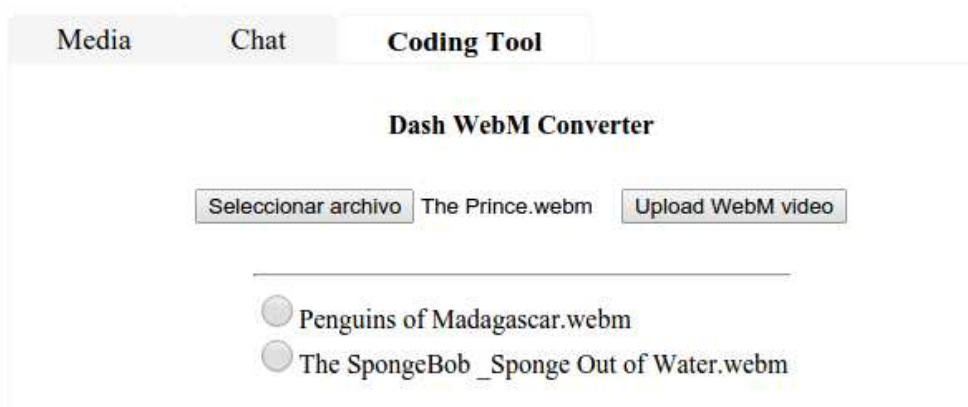 Media Chat Coding Tool
Dash WebM Converter
Seleccionar archivo The Prince.webm Upload WebM video
Penguins of Madagascar.webm
The SpongeBob _Sponge Out of Water.webm